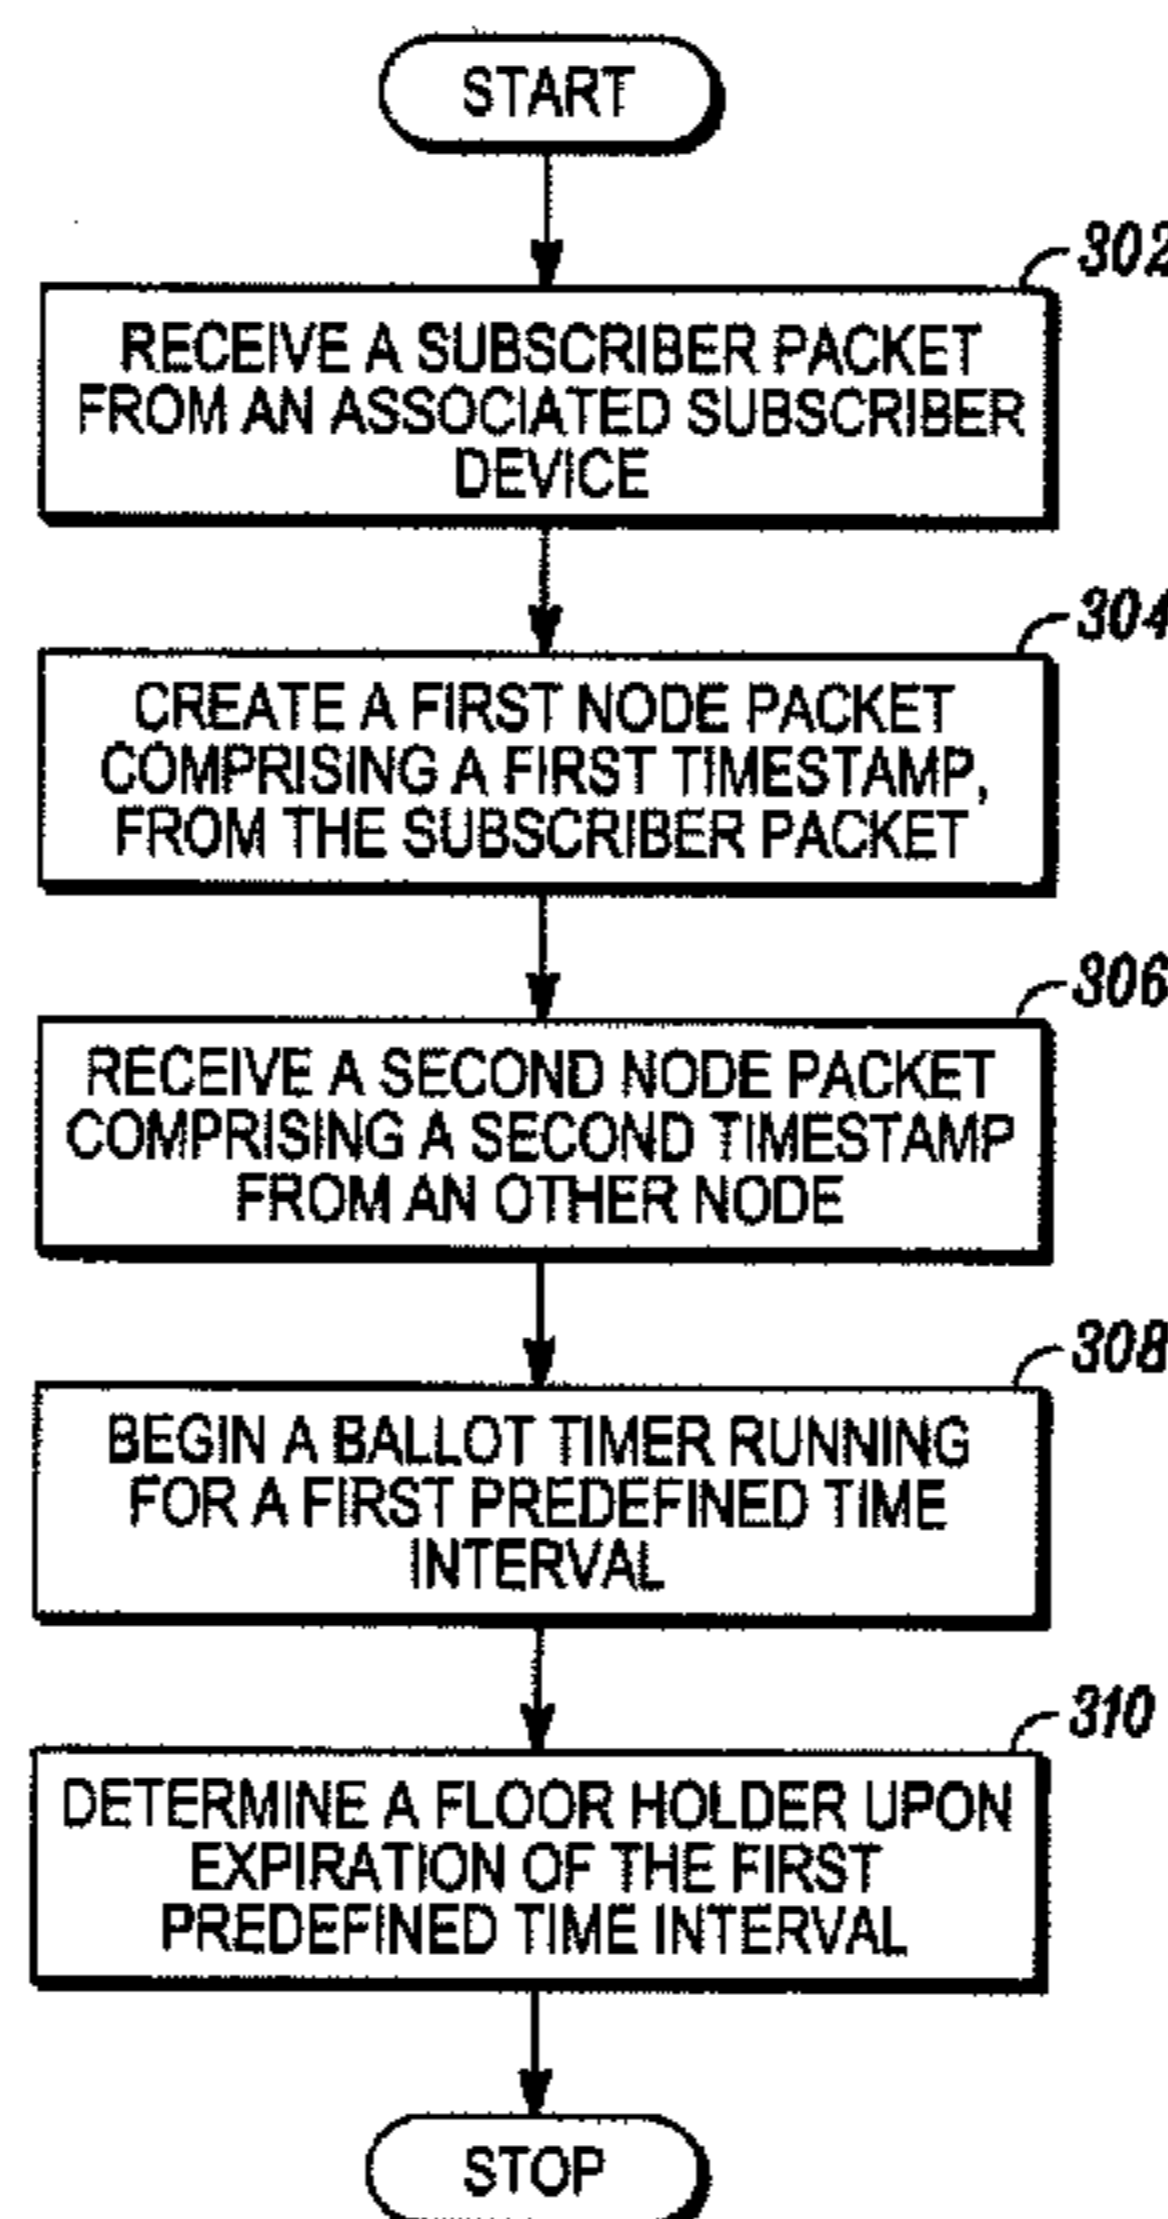 START
302
RECEIVE A SUBSCRIBER PACKET
FROM AN ASSOCIATED SUBSCRIBER
DEVICE
304
CREATE A FIRST NODE PACKET
COMPRISING A FIRST TIMESTAMP,
FROM THE SUBSCRIBER PACKET
306
RECEIVE A SECOND NODE PACKET
COMPRISING A SECOND TIMESTAMP
FROM AN OTHER NODE
308
BEGIN A BALLOT TIMER RUNNING
FOR A FIRST PREDEFINED TIME
INTERVAL
310
DETERMINE A FLOOR HOLDER UPON
EXPIRATION OF THE FIRST
PREDEFINED TIME INTERVAL
STOP